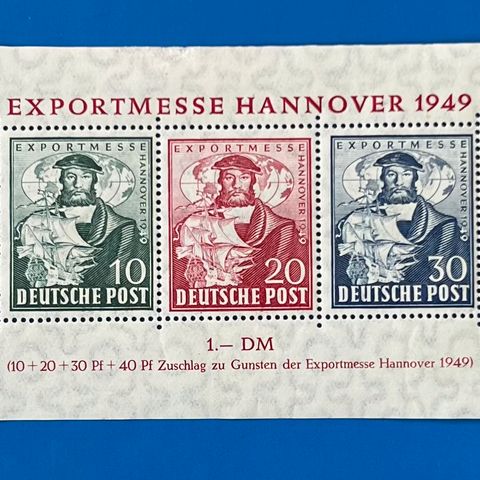 EXPORTMESSE HANNOVER 1949
EXPORTMESSE
HANNOVER 1949
10
DEUTSCHE POST
EXPORTMESSE
HANNOVER 1949
20
DEUTSCHE POST
EXPORTMESSE
HANNOVER 1949
30
DEUTSCHE POST
1.— DM
(10+20+30 Pf+40 Pf Zuschlag zu Gunsten der Exportmesse Hannover 1949)